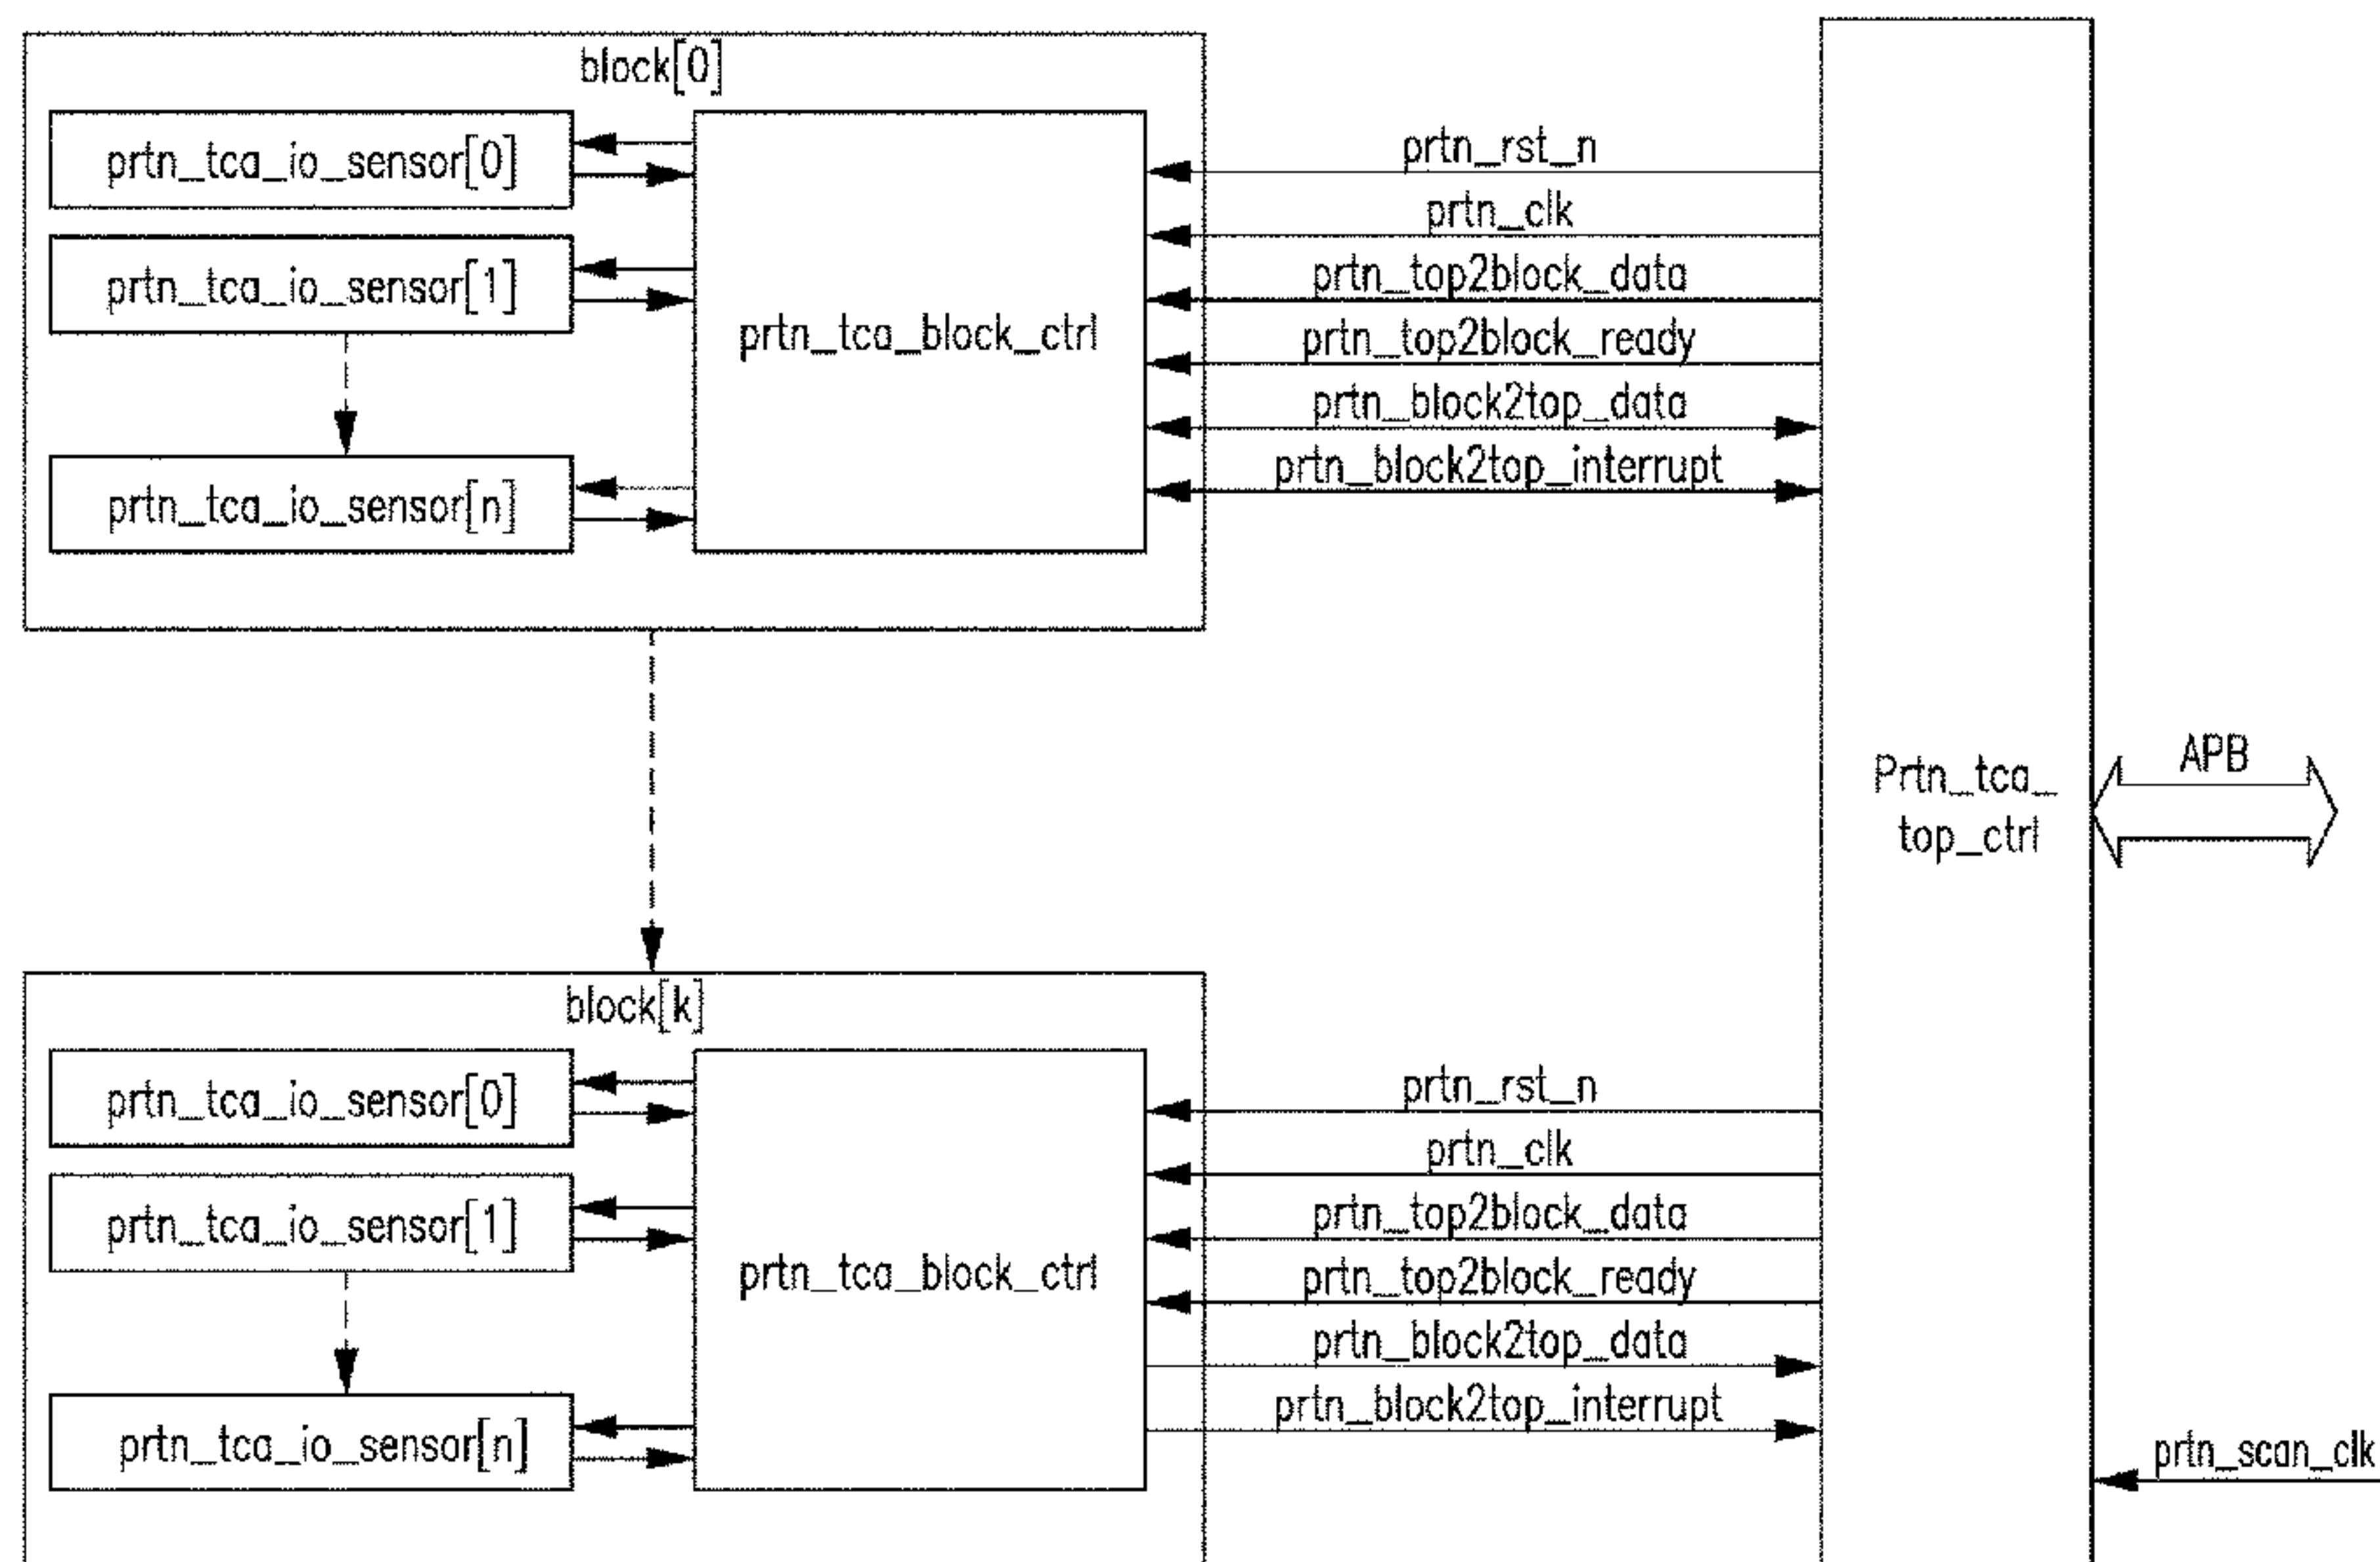 block[0]
prtn_tca_io_sensor[0]
prtn_tca_io_sensor[1]
prtn_tca_io_sensor[n]
prtn_tca_block_ctrl
prtn_rst_n
prtn_clk
prtn_top2block_data
prtn_top2block_ready
prtn_block2top_data
prtn_block2top_interrupt
Prtn_tca_
top_ctrl
APB
block[k]
prtn_tca_io_sensor[0]
prtn_tca_io_sensor[1]
prtn_tca_io_sensor[n]
prtn_tca_block_ctrl
prtn_rst_n
prtn_clk
prtn_top2block_data
prtn_top2block_ready
prtn_block2top_data
prtn_block2top_interrupt
prtn_scan_clk